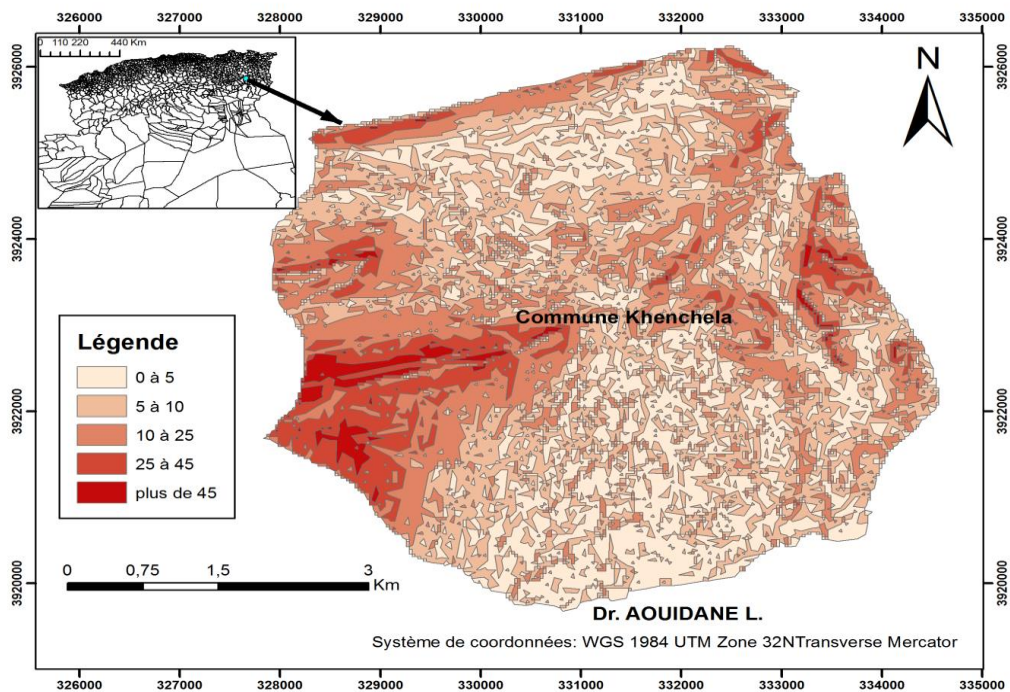 326000 327000 328000 329000 330000 331000 332000 333000 334000 335000
0 110 220 440 Km
N
3926000 3926000
3924000 3924000
Commune Khenchela
Légende
0 à 5
5 à 10
10 à 25
25 à 45
plus de 45
3922000 3922000
0 0,75 1,5 3
Km
3920000 3920000
Dr. AOUIDANE L.
Système de coordonnées: WGS 1984 UTM Zone 32NTransverse Mercator
326000 327000 328000 329000 330000 331000 332000 333000 334000 335000